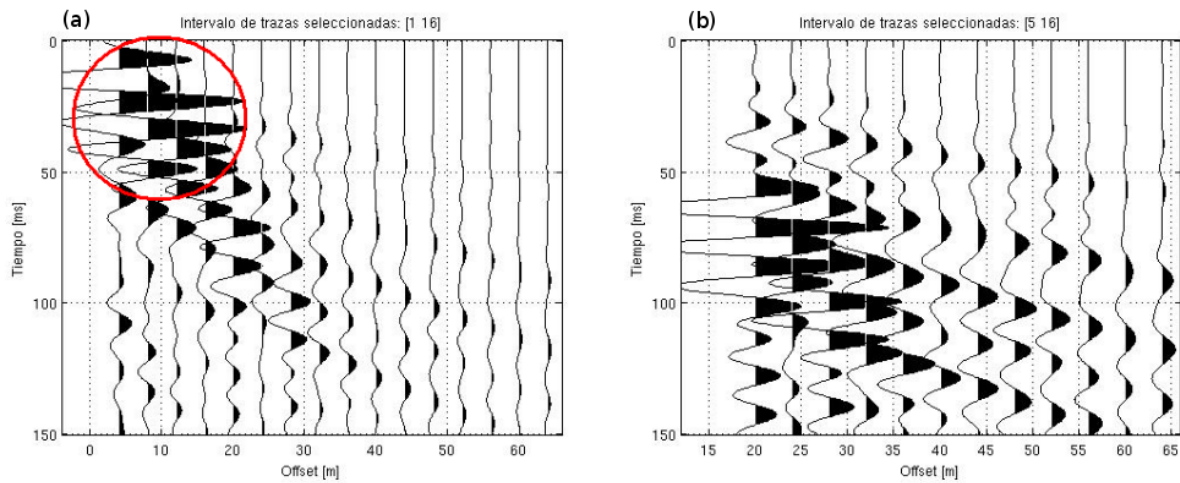 (a)
Intervalo de trazas seleccionadas: [1 16]
0
50
100
150
Tiempo [ms]
0 10 20 30 40 50 60
Offset [m]
(b)
Intervalo de trazas seleccionadas: [5 16]
0
50
100
150
Tiempo [ms]
15 20 25 30 35 40 45 50 55 60 65
Offset [m]